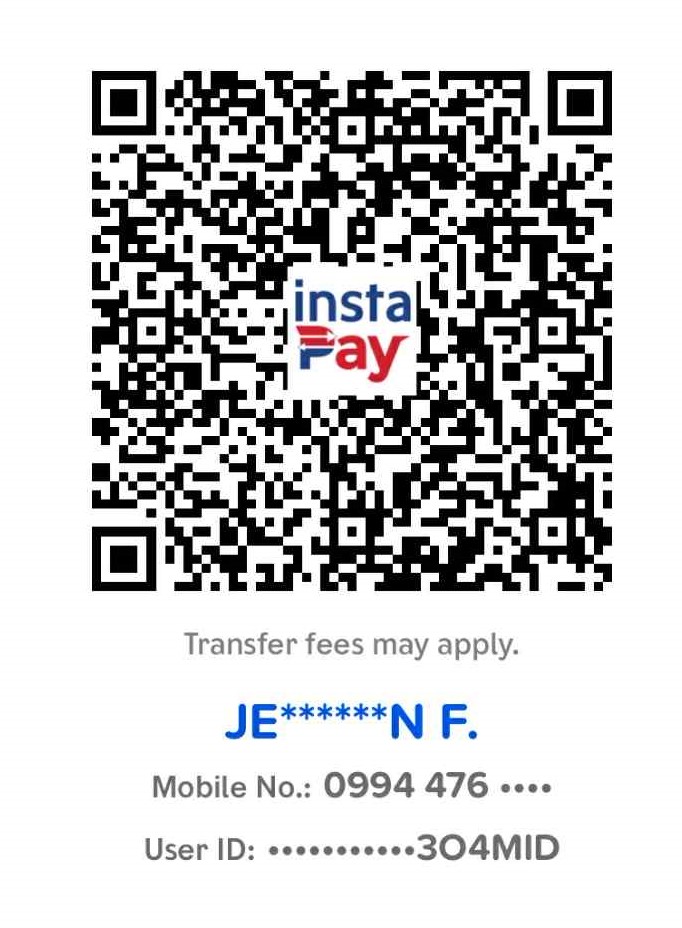 insta
Pay
Transfer fees may apply.
JE******N F.
Mobile No.: 0994 476 ••••
User ID: •••••••••••3O4MID